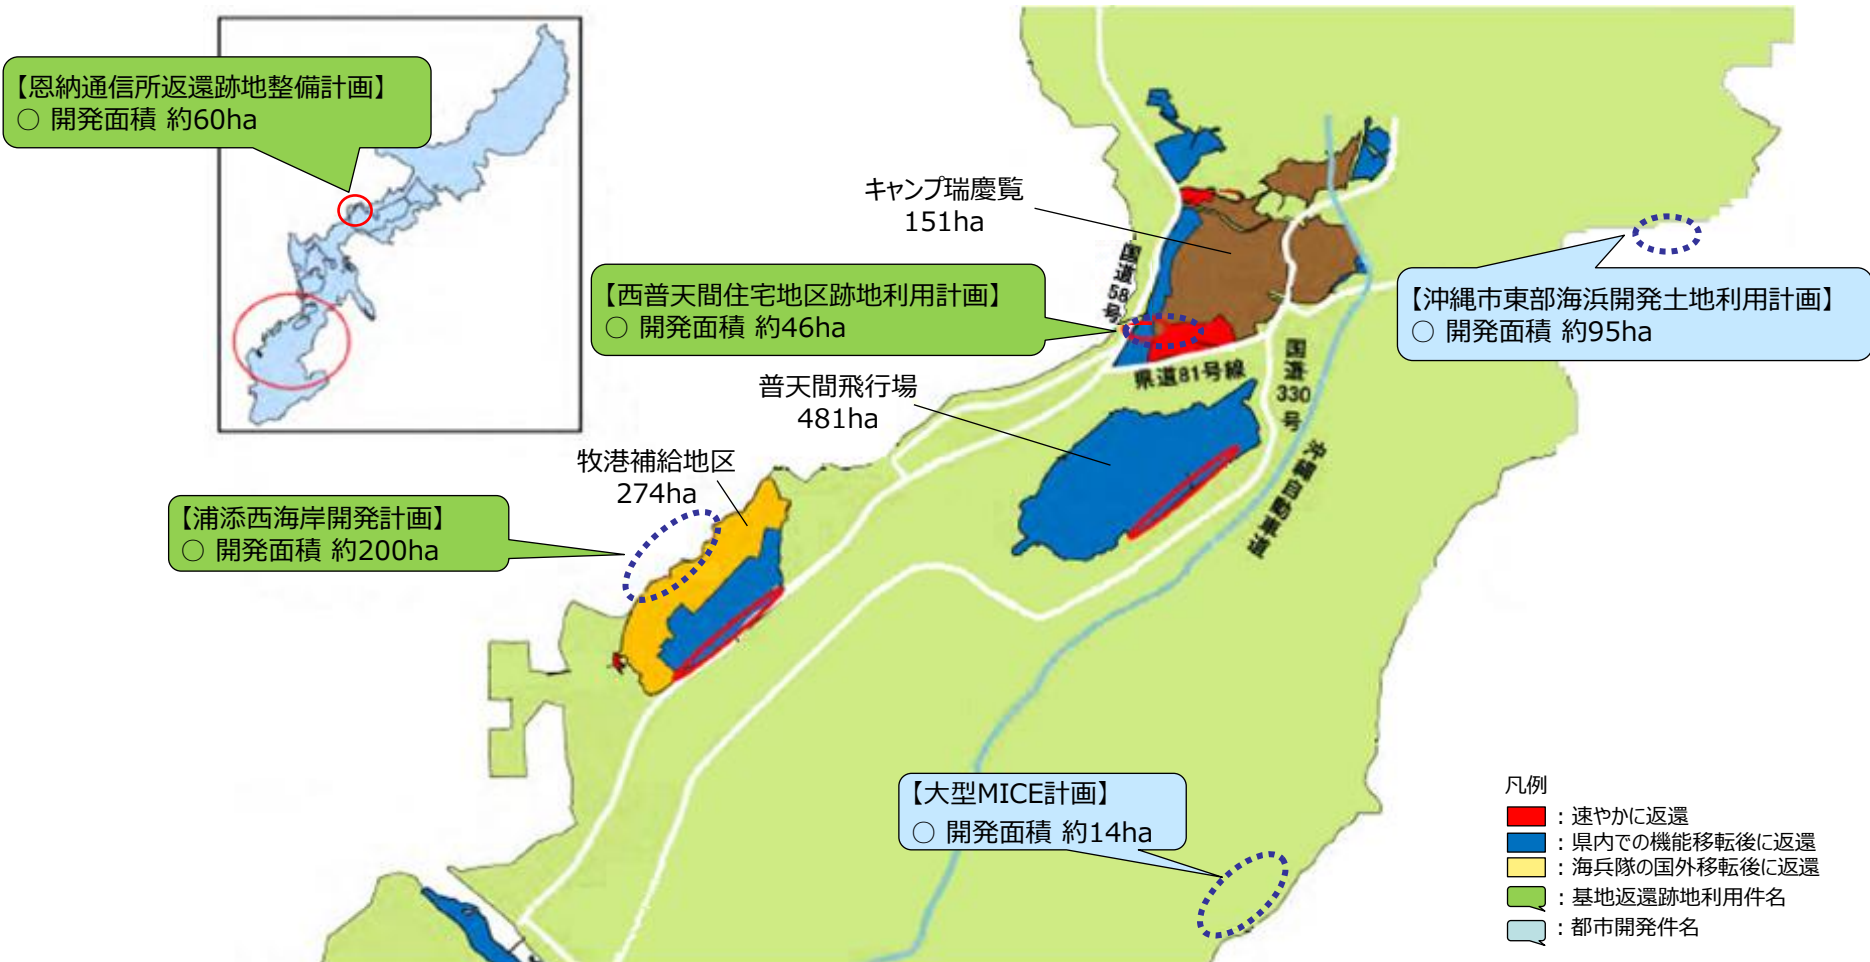 【恩納通信所返還跡地整備計画】
○ 開発面積 約60ha
キャンプ瑞慶覧
151ha
国道58号
【西普天間住宅地区跡地利用計画】
○ 開発面積 約46ha
【沖縄市東部海浜開発土地利用計画】
○ 開発面積 約95ha
県道81号線
国道330号
普天間飛行場
481ha
沖縄自動車道
牧港補給地区
274ha
【浦添西海岸開発計画】
○ 開発面積 約200ha
【大型MICE計画】
○ 開発面積 約14ha
凡例
：速やかに返還
：県内での機能移転後に返還
：海兵隊の国外移転後に返還
：基地返還跡地利用件名
：都市開発件名